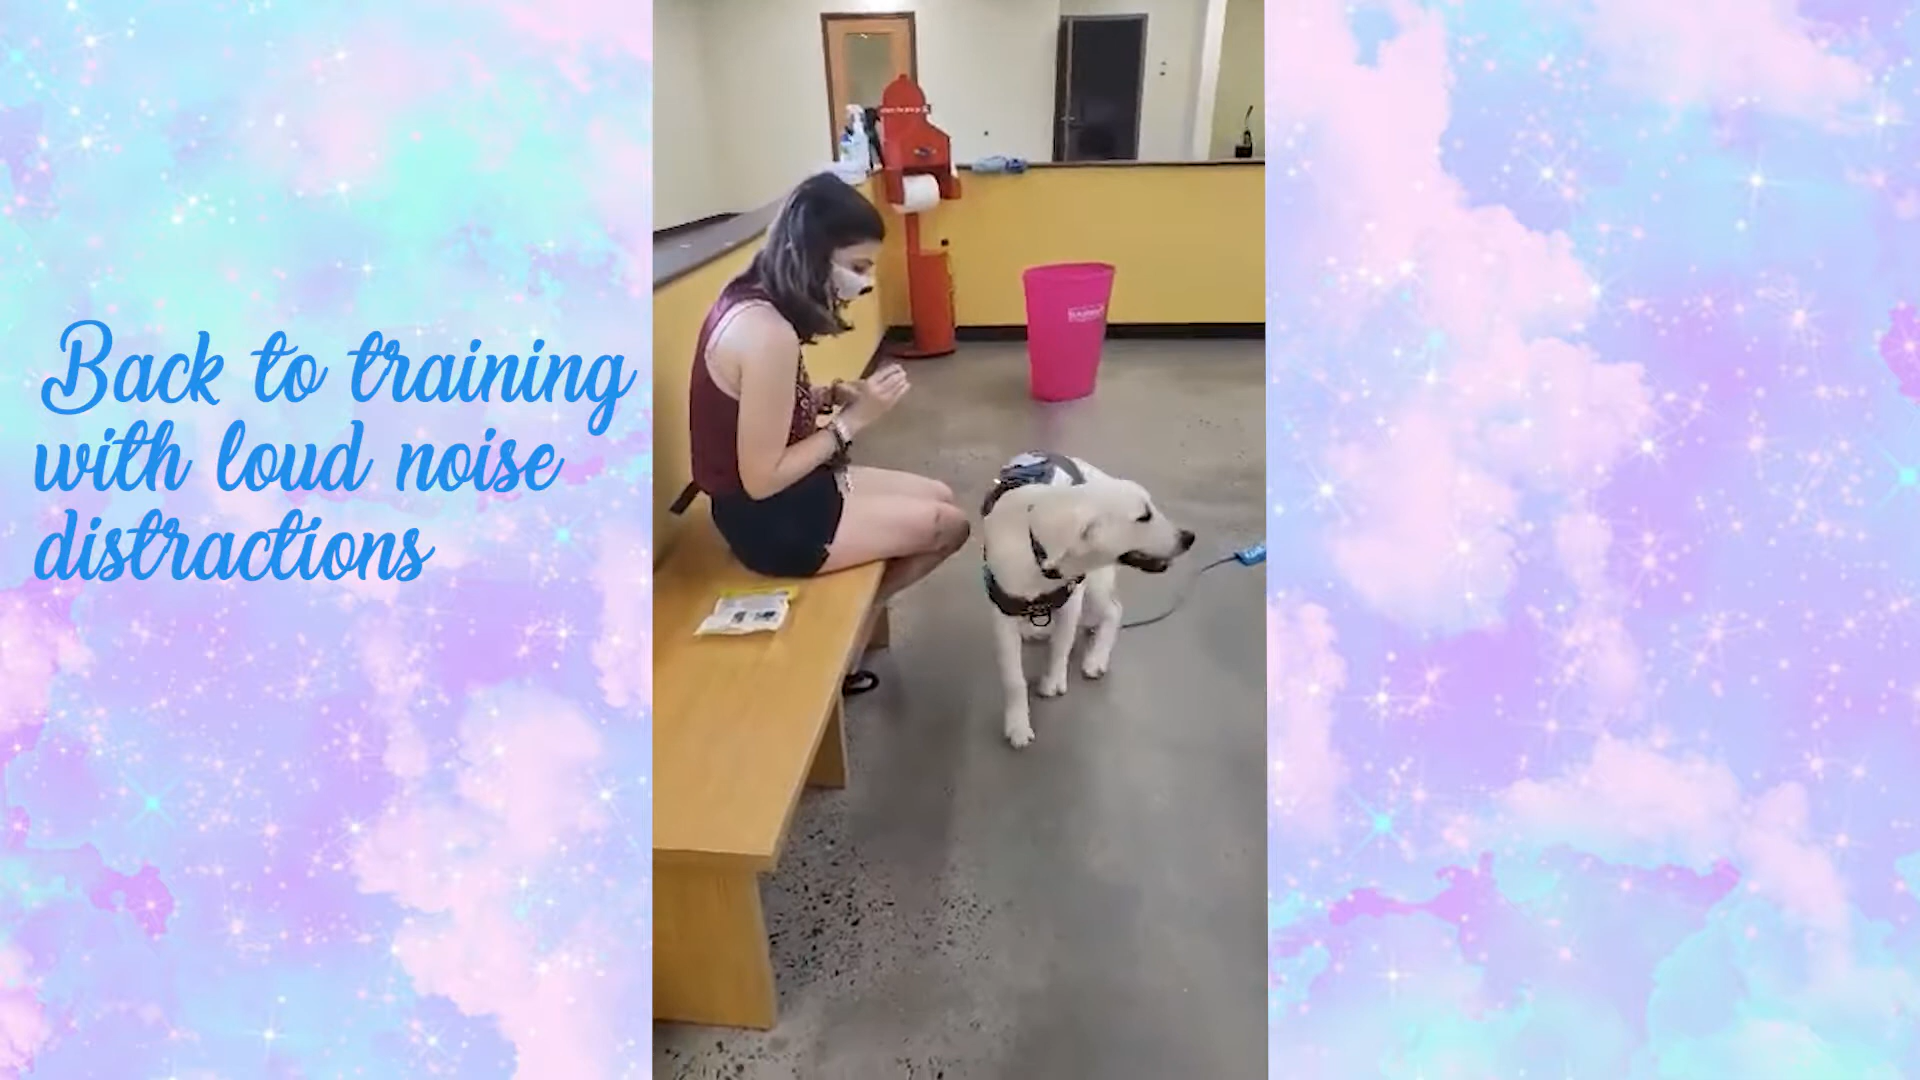 Back to training
with loud noise
distractions